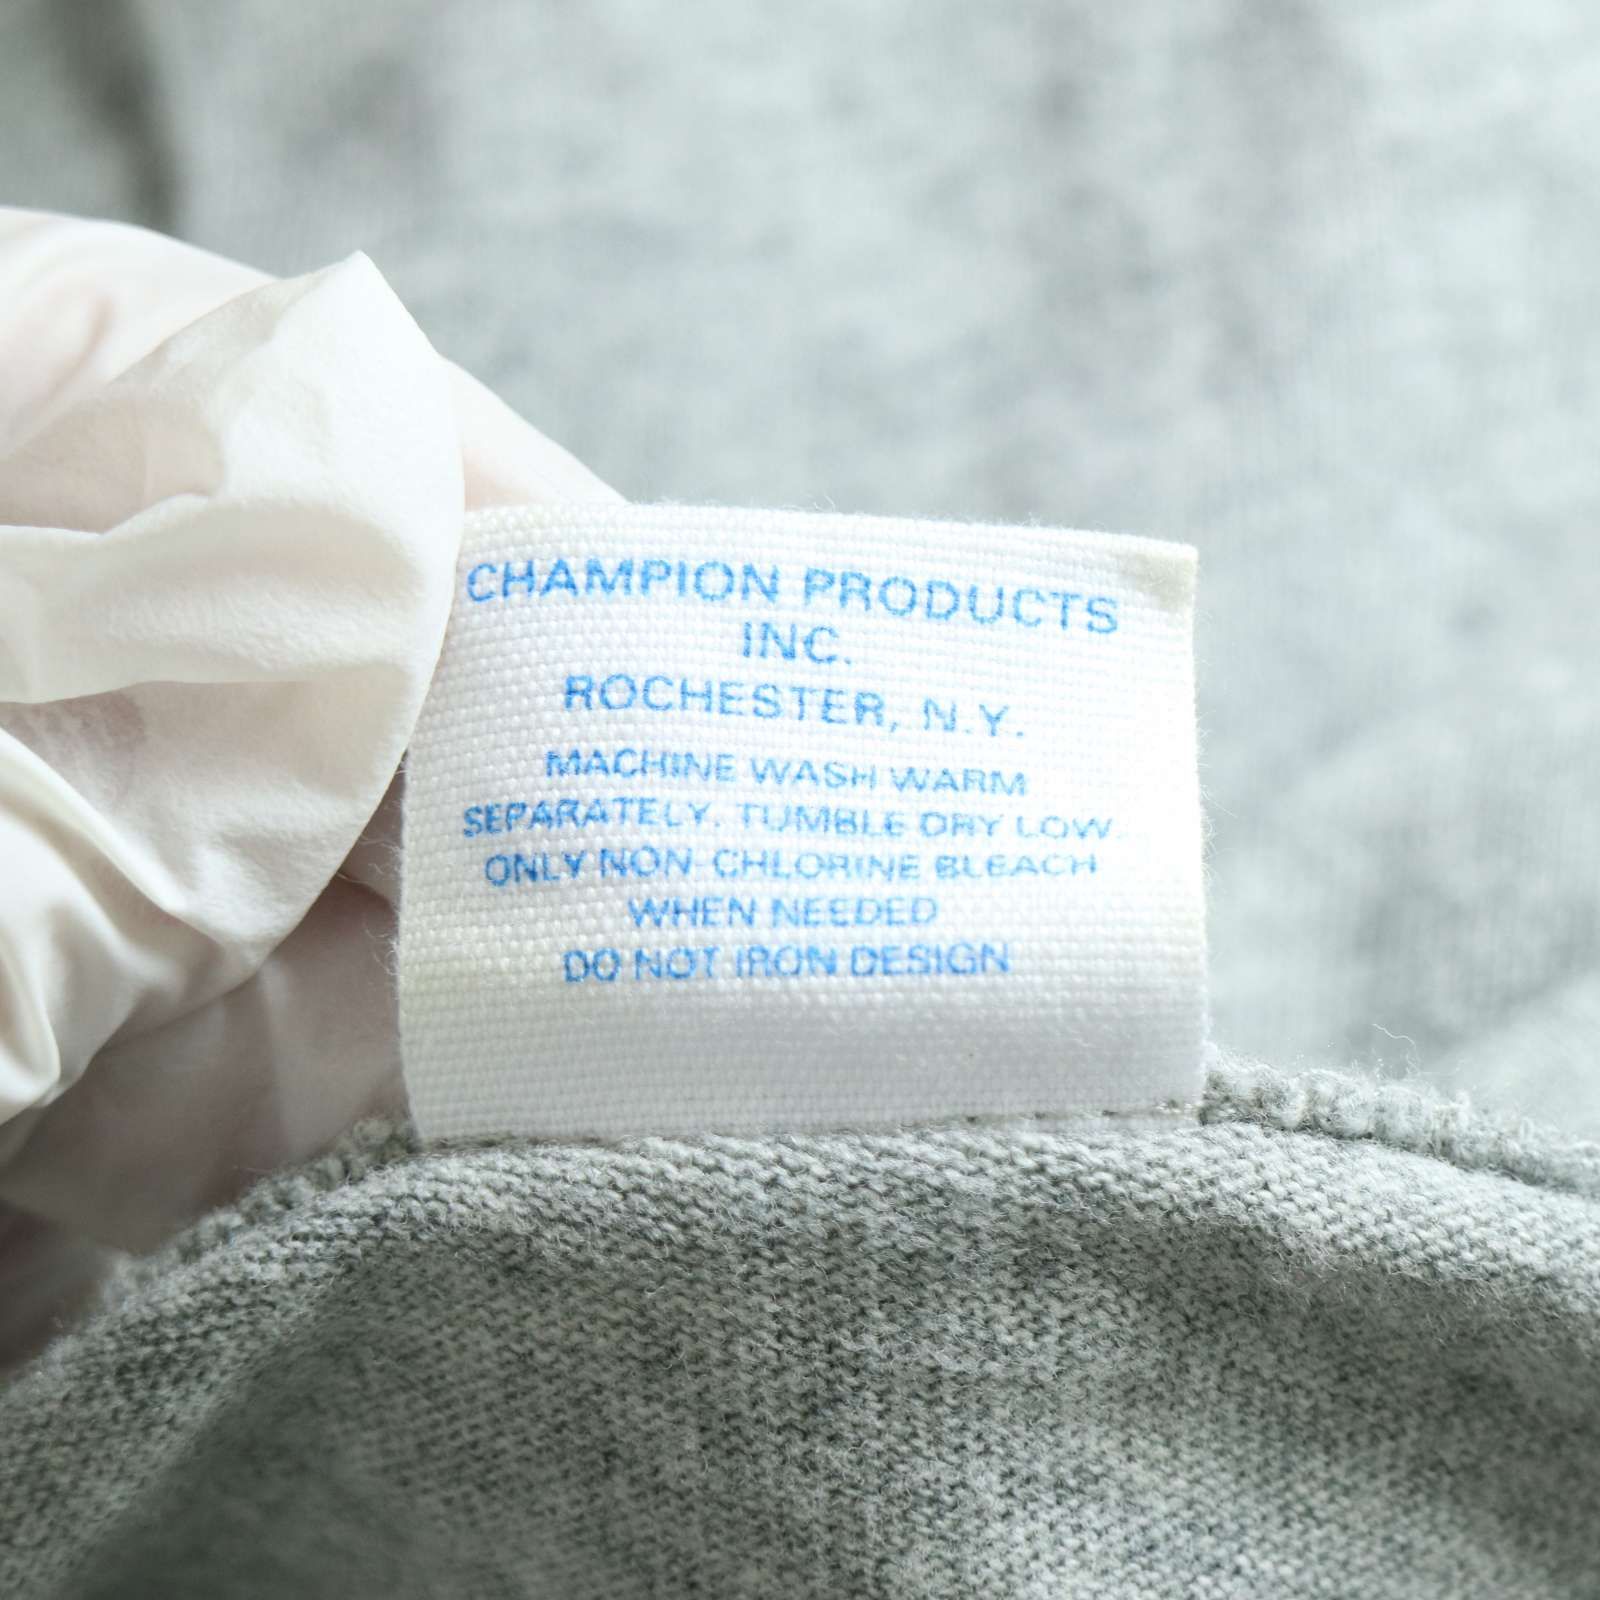 CHAMPION PRODUCTS
INC.
ROCHESTER, N.Y.
MACHINE WASH WARM
SEPARATELY. TUMBLE DRY LOW.
ONLY NON-CHLORINE BLEACH
WHEN NEEDED
DO NOT IRON DESIGN